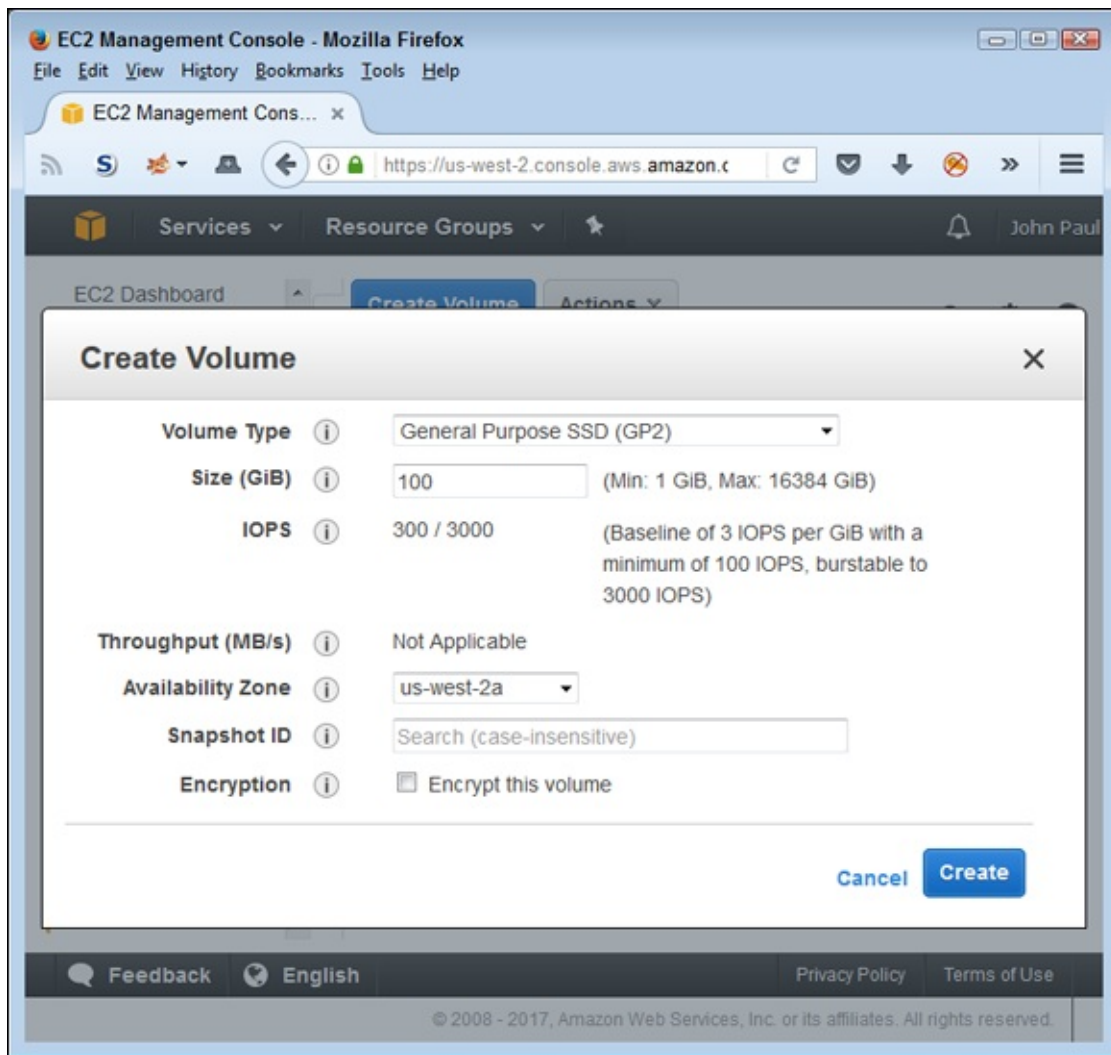 EC2 Management Console - Mozilla Firefox
File Edit View History Bookmarks Tools Help
EC2 Management Cons... ×
https://us-west-2.console.aws.amazon.c
Services Resource Groups John Paul
EC2 Dashboard Create Volume Actions
Create Volume
Volume Type General Purpose SSD (GP2)
Size (GiB) 100 (Min: 1 GiB, Max: 16384 GiB)
IOPS 300 / 3000 (Baseline of 3 IOPS per GiB with a
minimum of 100 IOPS, burstable to
3000 IOPS)
Throughput (MB/s) Not Applicable
Availability Zone us-west-2a
Snapshot ID Search (case-insensitive)
Encryption Encrypt this volume
Cancel Create
Feedback English Privacy Policy Terms of Use
© 2008 - 2017, Amazon Web Services, Inc. or its affiliates. All rights reserved.